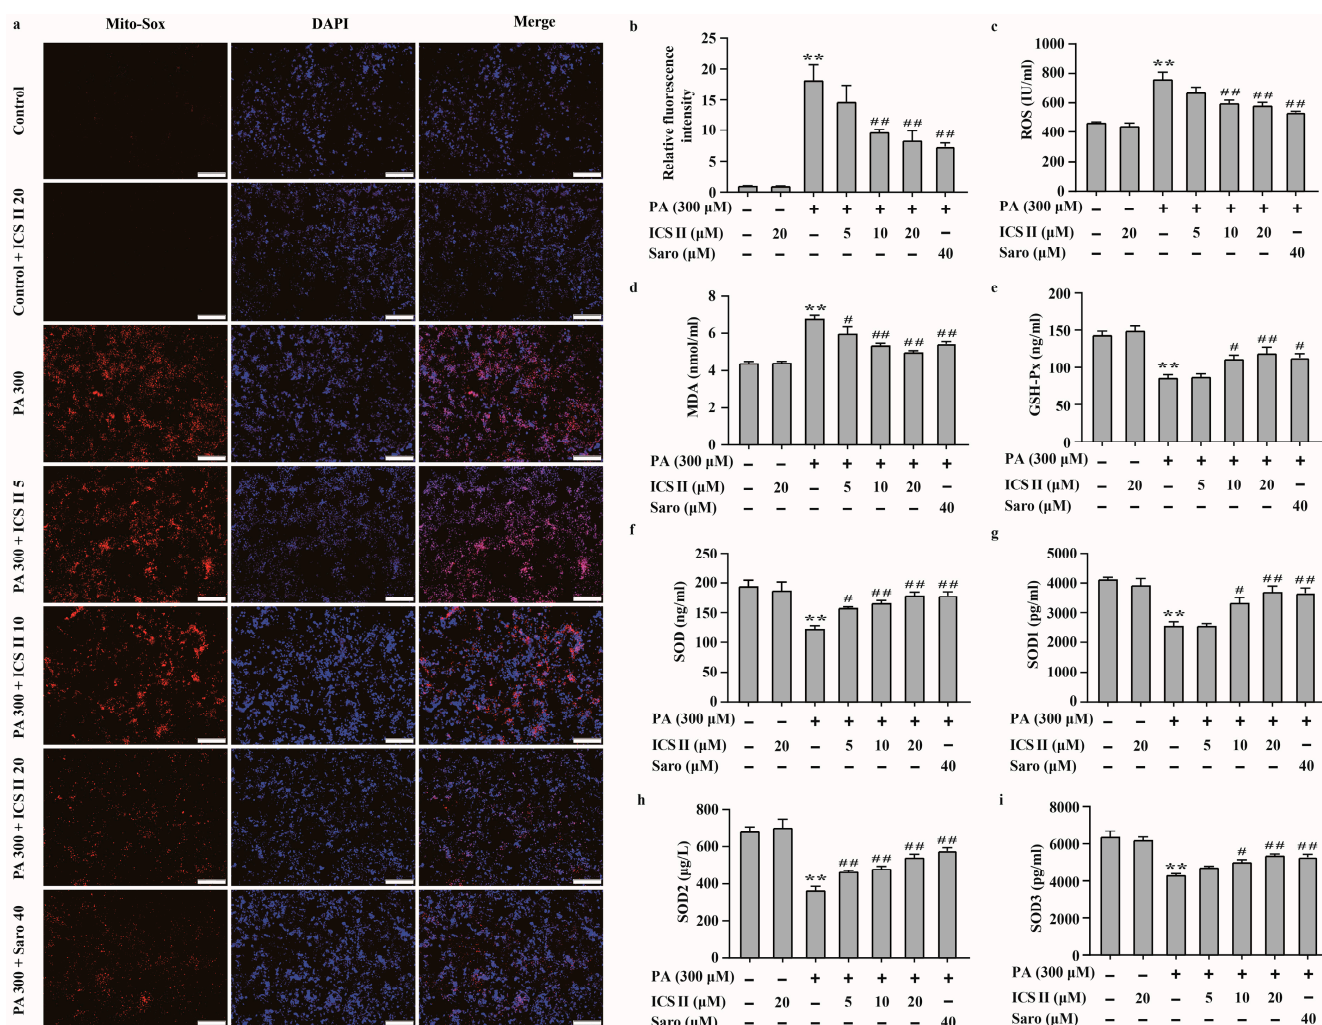 a
Mito-Sox DAPI Merge
Control
Control + ICS II 20
PA 300
PA 300 + ICS II 5
PA 300 + ICS II 10
PA 300 + ICS II 20
PA 300 + Saro 40
b
Relative fluorescence
intensity
25
20
15
10
5
0
** ## ## ##
PA (300 μM) – – + + + + +
ICS II (μM) – 20 – 5 10 20 –
Saro (μM) – – – – – – 40
c
ROS (IU/ml)
1000
800
600
400
200
0
** ## ## ##
PA (300 μM) – – + + + + +
ICS II (μM) – 20 – 5 10 20 –
Saro (μM) – – – – – – 40
d
MDA (nmol/ml)
8
6
4
2
0
** # ## ## ##
PA (300 μM) – – + + + + +
ICS II (μM) – 20 – 5 10 20 –
Saro (μM) – – – – – – 40
e
GSH-Px (ng/ml)
150
100
50
0
** # ## #
PA (300 μM) – – + + + + +
ICS II (μM) – 20 – 5 10 20 –
Saro (μM) – – – – – – 40
f
SOD (ng/ml)
250
200
150
100
50
0
** # ## ## ##
PA (300 μM) – – + + + + +
ICS II (μM) – 20 – 5 10 20 –
Saro (μM) – – – – – – 40
g
SOD1 (pg/ml)
5000
4000
3000
2000
1000
0
** # ## ##
PA (300 μM) – – + + + + +
ICS II (μM) – 20 – 5 10 20 –
Saro (μM) – – – – – – 40
h
SOD2 (μg/L)
800
600
400
200
0
** ## ## ## ##
PA (300 μM) – – + + + + +
ICS II (μM) – 20 – 5 10 20 –
Saro (μM) – – – – – – 40
i
SOD3 (pg/ml)
8000
6000
4000
2000
0
** # ## ##
PA (300 μM) – – + + + + +
ICS II (μM) – 20 – 5 10 20 –
Saro (μM) – – – – – – 40